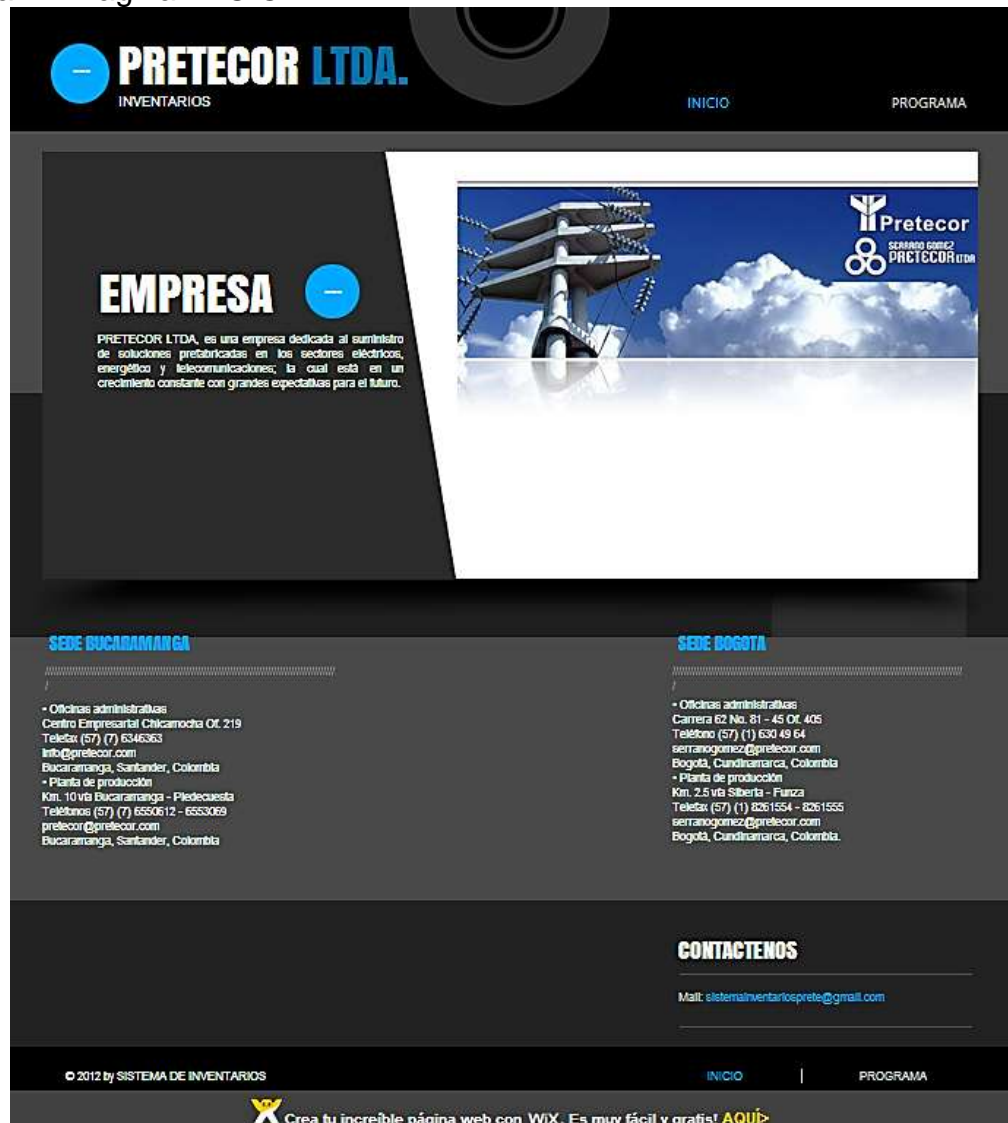 PRETECOR LTDA.
INVENTARIOS
INICIO
PROGRAMA
Pretecor
SERRANO GOMEZ
PRETECOR LTDA
EMPRESA
PRETECOR LTDA, es una empresa dedicada al suministro
de soluciones prefabricadas en los sectores eléctricos,
energético y telecomunicaciones; la cual está en un
crecimiento constante con grandes expectativas para el futuro.
SEDE BUCARAMANGA
• Oficinas administrativas
Centro Empresarial Chicamocha Of. 219
Telefax (57) (7) 6346363
info@pretecor.com
Bucaramanga, Santander, Colombia
• Planta de producción
Km. 10 vía Bucaramanga - Piedecuesta
Teléfonos (57) (7) 6550612 - 6553069
pretecor@pretecor.com
Bucaramanga, Santander, Colombia
SEDE BOGOTA
• Oficinas administrativas
Carrera 62 No. 81 - 45 Of. 405
Teléfono (57) (1) 630 49 64
serranogomez@pretecor.com
Bogotá, Cundinamarca, Colombia
• Planta de producción
Km. 2.5 vía Siberia - Funza
Telefax (57) (1) 8261554 - 8261555
serranogomez@pretecor.com
Bogotá, Cundinamarca, Colombia.
CONTACTENOS
Mail: sistemainventariosprete@gmail.com
© 2012 by SISTEMA DE INVENTARIOS
INICIO | PROGRAMA
Crea tu increíble página web con WiX. Es muy fácil y gratis! AQUÍ>